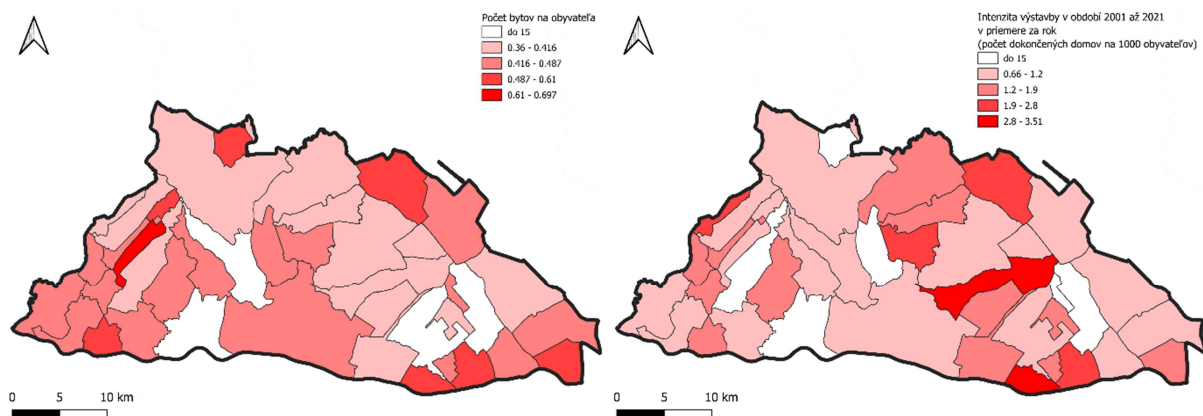 Počet bytov na obyvateľa
do 15
0.36 - 0.416
0.416 - 0.487
0.487 - 0.61
0.61 - 0.697
0 5 10 km
Intenzita výstavby v období 2001 až 2021
v priemere za rok
(počet dokončených domov na 1000 obyvateľov)
do 15
0.66 - 1.2
1.2 - 1.9
1.9 - 2.8
2.8 - 3.51
0 5 10 km